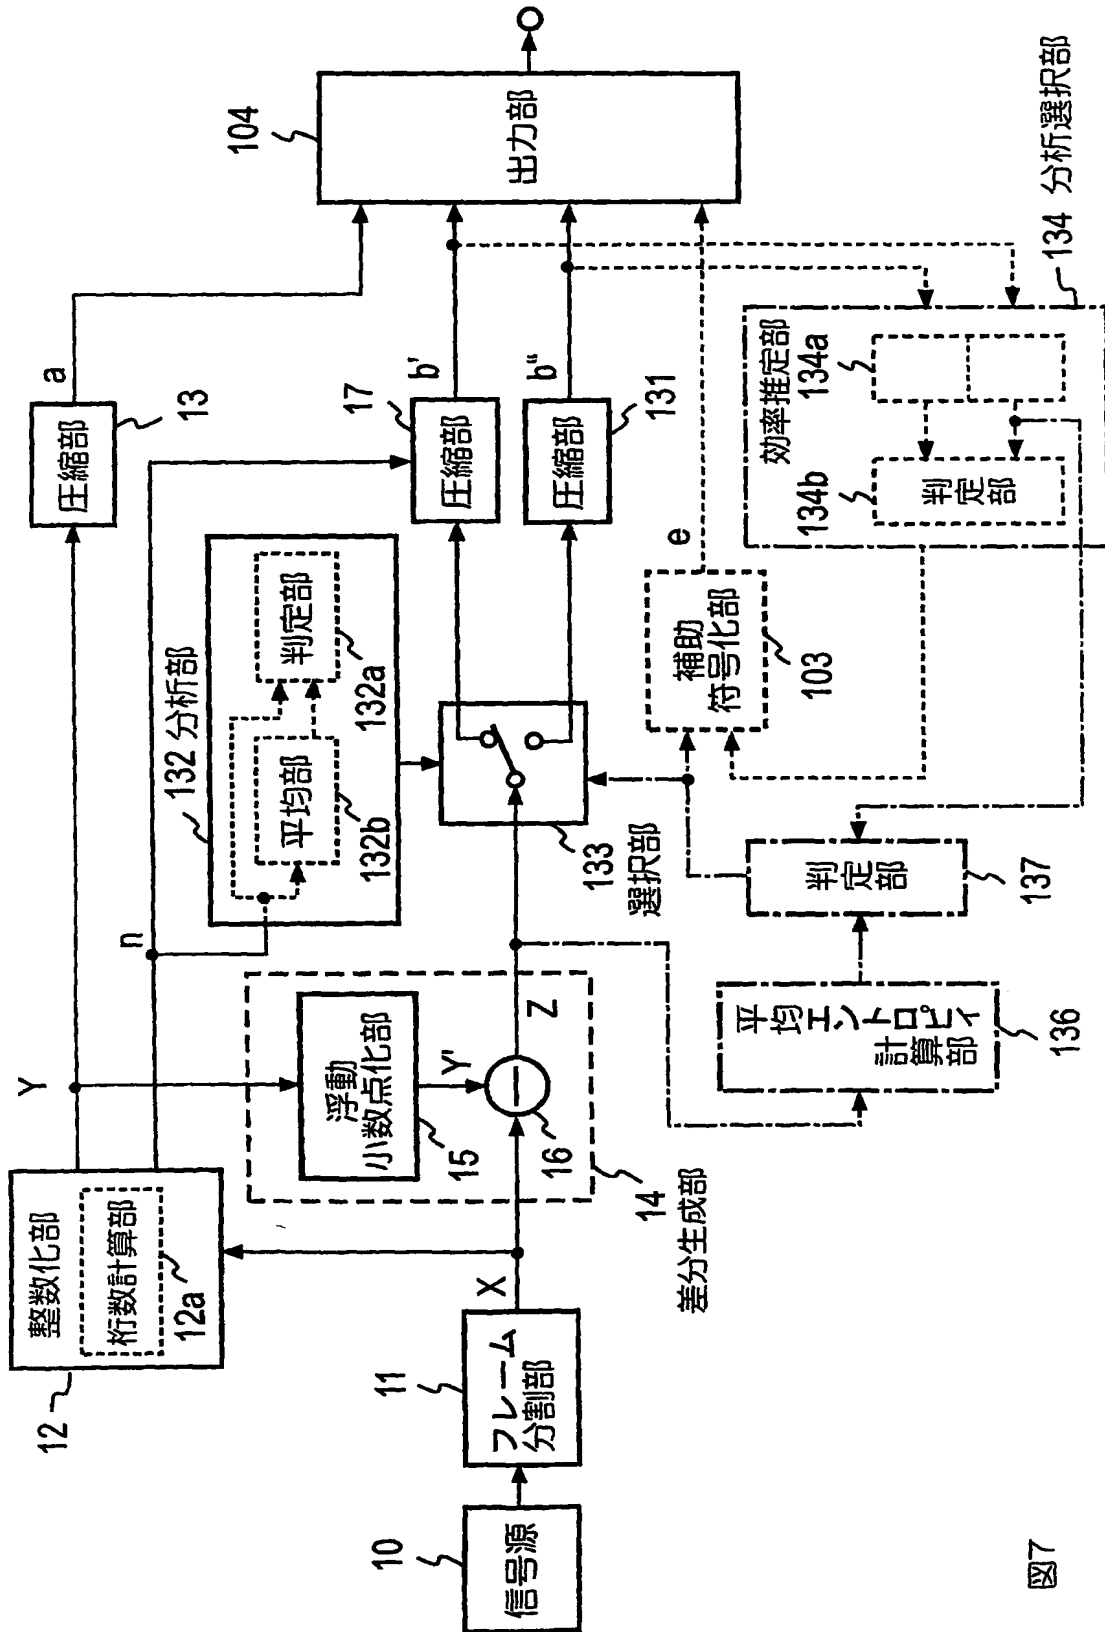 信号源
10
フレーム
分割部
11
X
整数化部
桁数計算部
12a
12
Y
n
浮動
小数点化部
15
Y'
16
Z
14
差分生成部
132 分析部
平均部
132b
判定部
132a
圧縮部
13
a
133
選択部
圧縮部
17
b'
圧縮部
131
b"
出力部
104
補助
符号化部
103
e
平均エントロピィ
計算部
136
判定部
137
効率推定部
134a
134b
判定部
134 分析選択部
図7